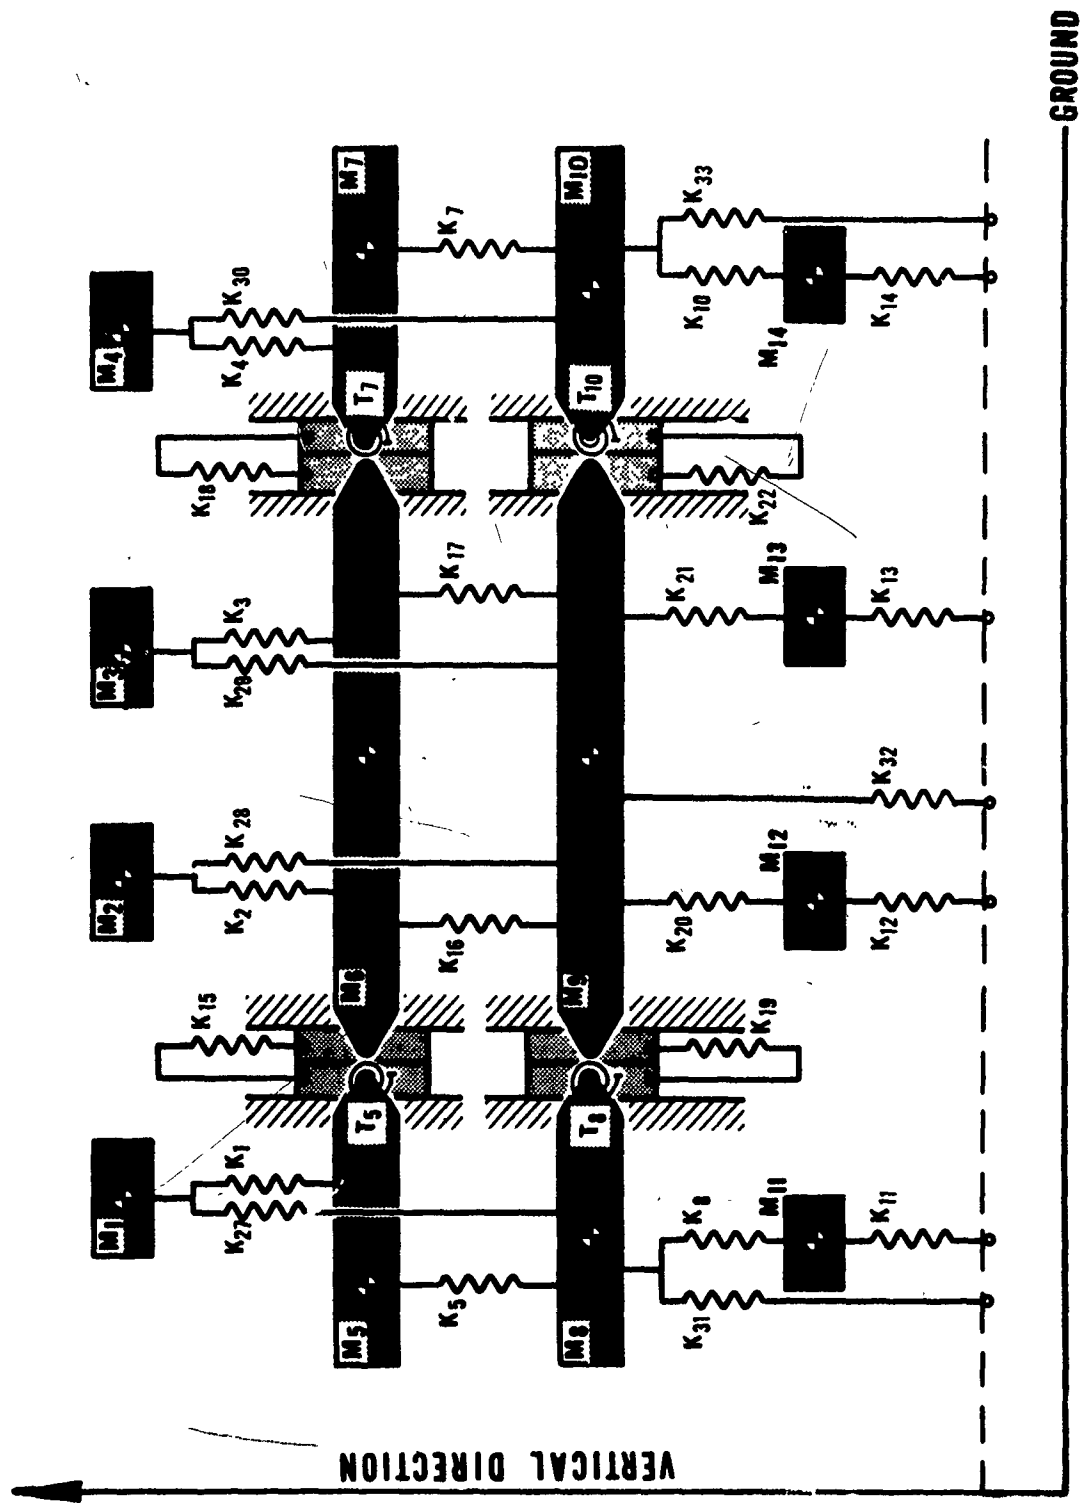 VERTICAL DIRECTION
M1 M2 M3 M4
K15 K18
K27 K1 K2 K28 K29 K3 K4 K30
M5 T5 M6 T7 M7
K5 K16 K17 K7
M8 T8 M9 T10 M10
K31 K8 K20 K21 K10 K33
K19 K22
M11 M12 M13 M14
K11 K12 K32 K13 K14
GROUND